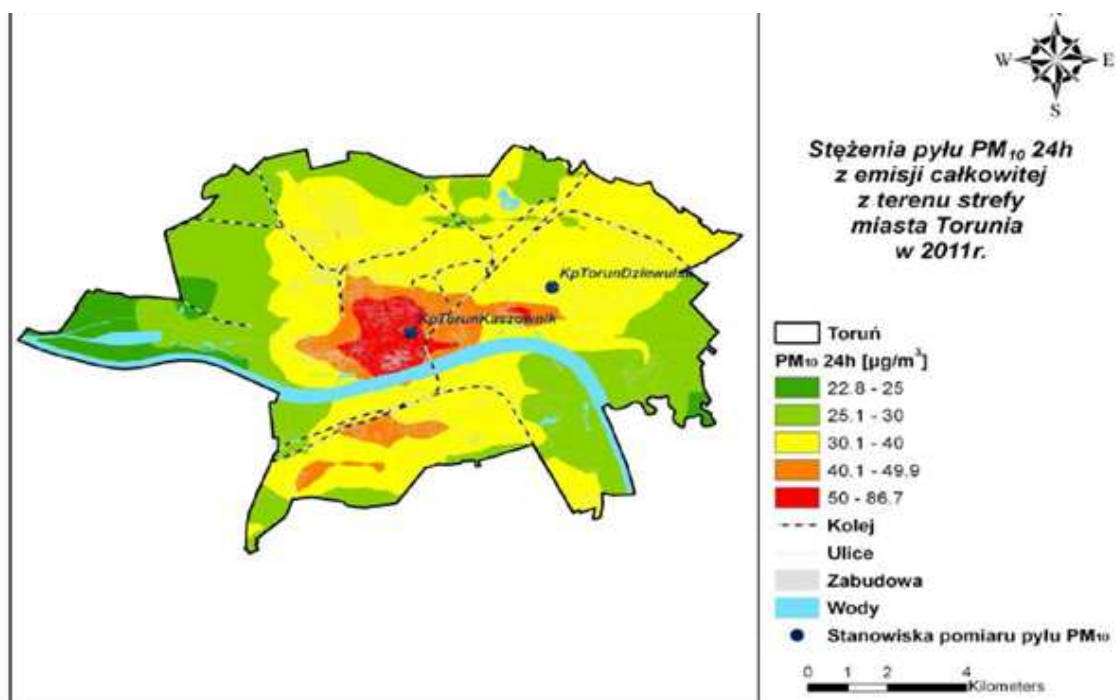 W
E
S
Stężenia pyłu PM₁₀ 24h
z emisji całkowitej
z terenu strefy
miasta Torunia
w 2011r.
KpTorunKaszownik
Toruń
PM₁₀ 24h [µg/m³]
22.8 - 25
25.1 - 30
30.1 - 40
40.1 - 49.9
50 - 86.7
Kolej
Ulice
Zabudowa
Wody
Stanowiska pomiaru pyłu PM₁₀
0 1 2 4
Kilometers